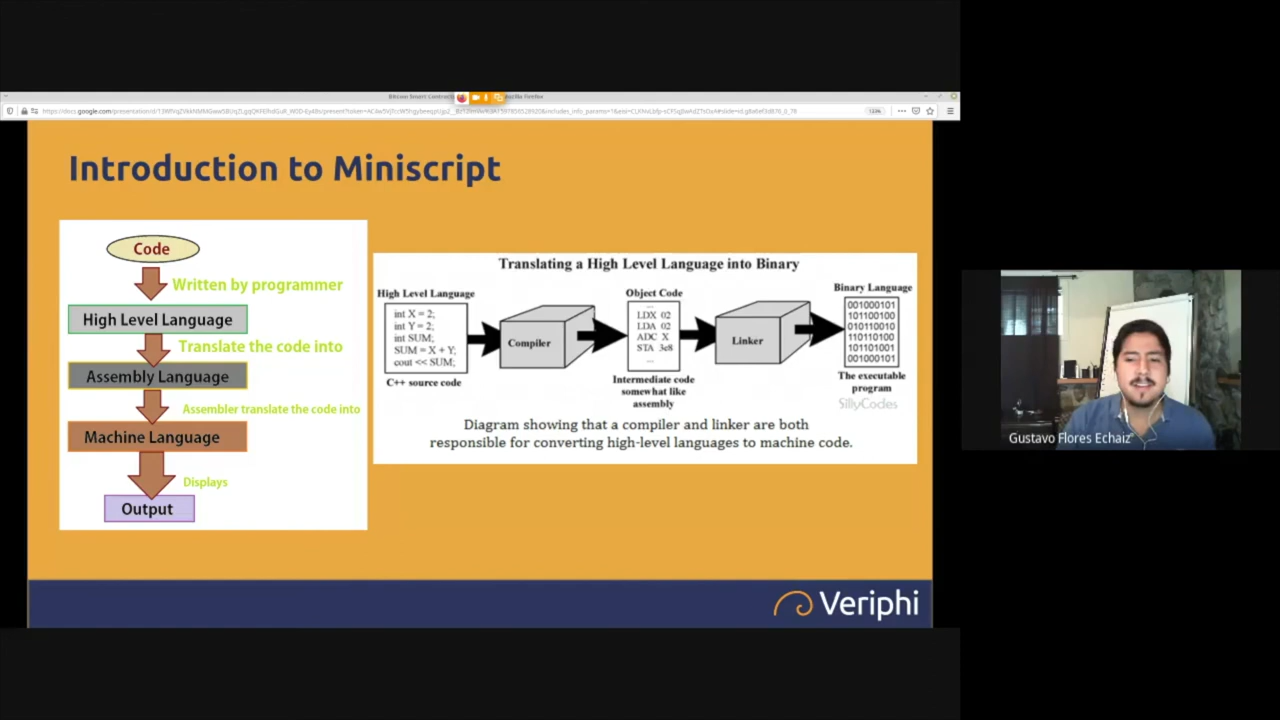 Introduction to Miniscript
Code
Written by programmer
High Level Language
Translate the code into
Assembly Language
Assembler translate the code into
Machine Language
Displays
Output
Translating a High Level Language into Binary
High Level Language
int X = 2;
int Y = 2;
int SUM;
SUM = X + Y;
cout << SUM;
C++ source code
Compiler
Object Code
...
LDX 02
LDA 02
ADC X
STA 3e8
...
Intermediate code
somewhat like
assembly
Linker
Binary Language
001000101
101100100
010110010
110110100
101101001
001000101
The executable
program
SillyCodes
Diagram showing that a compiler and linker are both
responsible for converting high-level languages to machine code.
Veriphi
Gustavo Flores Echaiz